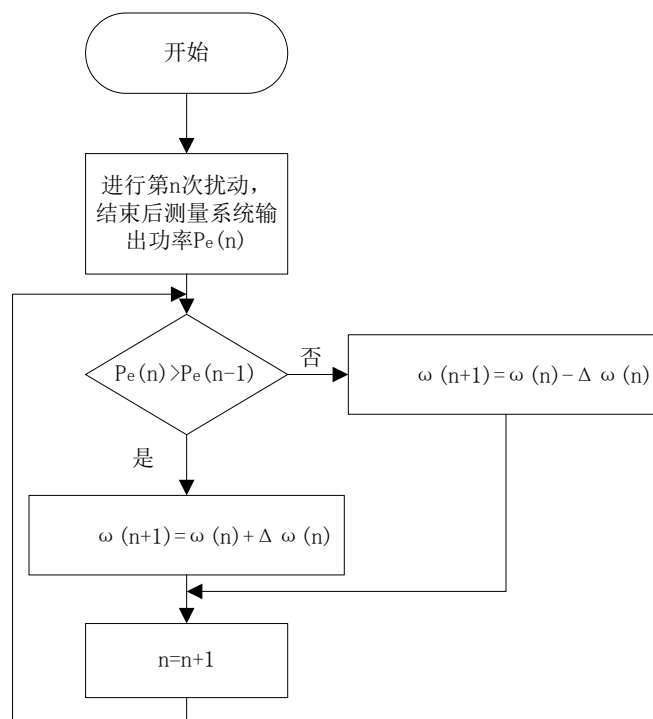 开始
进行第n次扰动，
结束后测量系统输
出功率Pe(n)
Pe(n)>Pe(n-1)
否
ω(n+1)=ω(n)-Δω(n)
是
ω(n+1)=ω(n)+Δω(n)
n=n+1